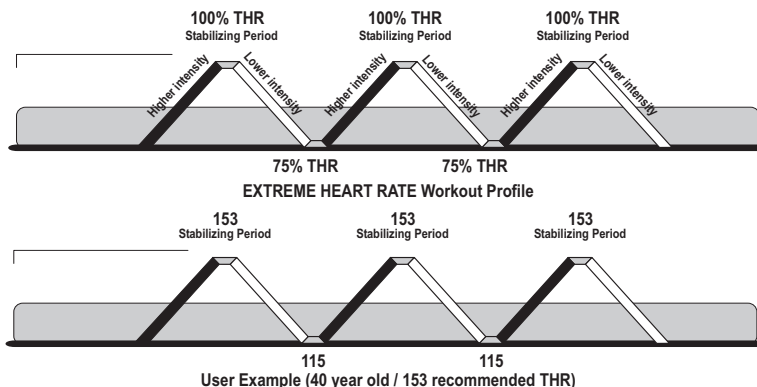 100% THR 100% THR 100% THR
Stabilizing Period Stabilizing Period Stabilizing Period
Higher intensity Lower intensity Higher intensity Lower intensity Higher intensity Lower intensity
75% THR 75% THR
EXTREME HEART RATE Workout Profile
153 153 153
Stabilizing Period Stabilizing Period Stabilizing Period
115 115
User Example (40 year old / 153 recommended THR)